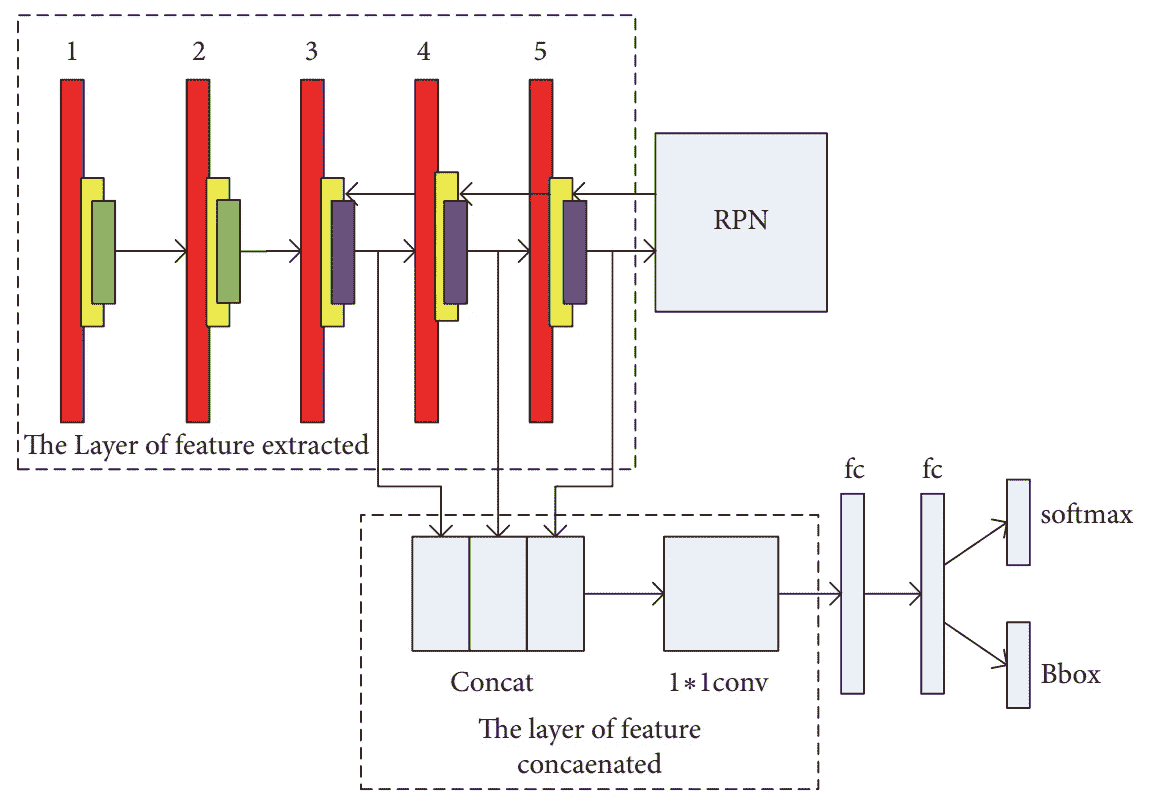 1 2 3 4 5
RPN
The Layer of feature extracted
fc fc
softmax
Concat
1∗1conv
Bbox
The layer of feature
concaenated